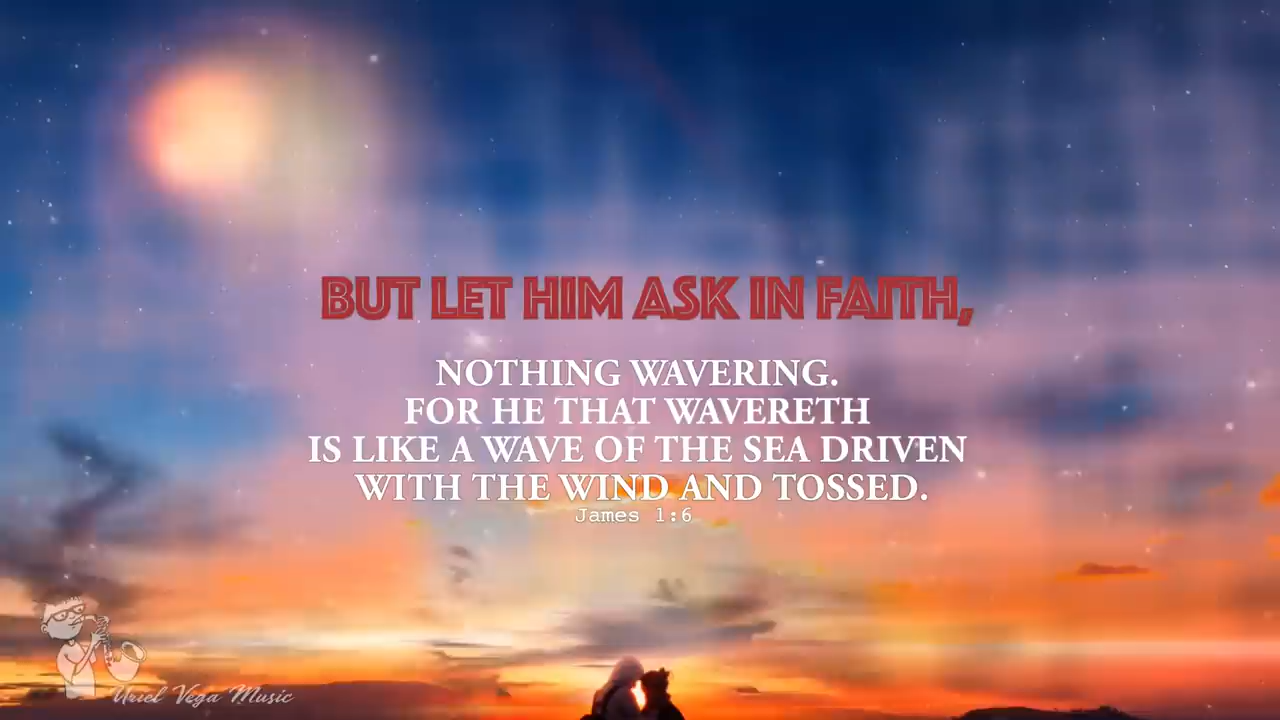 BUT LET HIM ASK IN FAITH,
NOTHING WAVERING.
FOR HE THAT WAVERETH
IS LIKE A WAVE OF THE SEA DRIVEN
WITH THE WIND AND TOSSED.
James 1:6
Uriel Vega Music